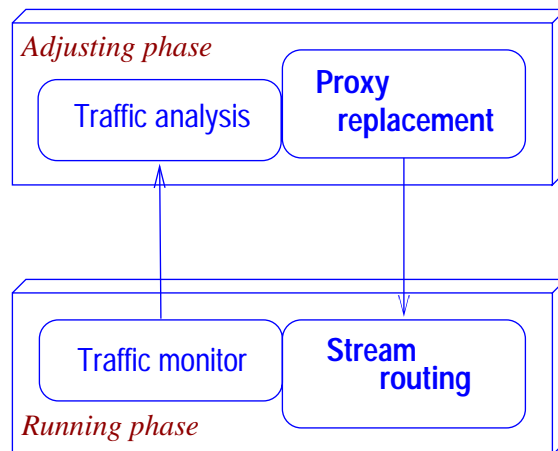 Adjusting phase
Traffic analysis
Proxy
replacement
Traffic monitor
Stream
routing
Running phase